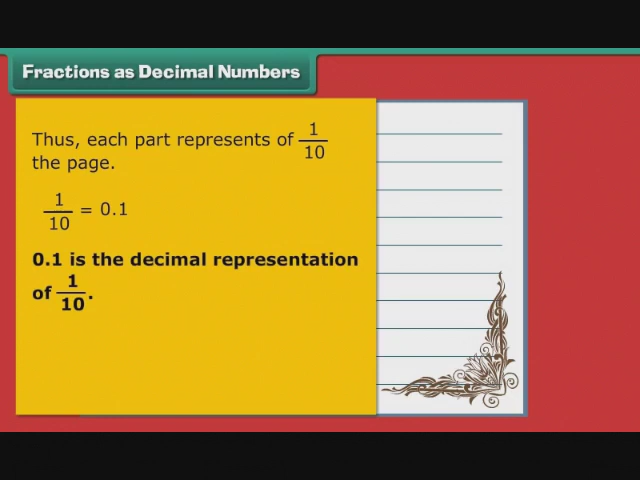 Fractions as Decimal Numbers
Thus, each part represents of 1/10
the page.
1/10 = 0.1
0.1 is the decimal representation
of 1/10.